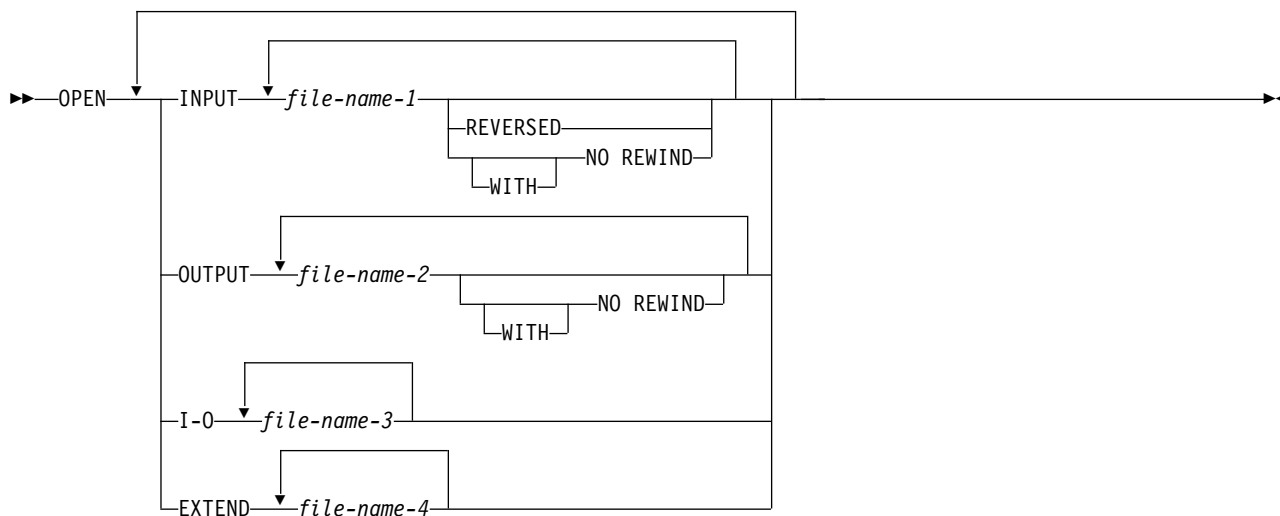 OPEN INPUT file-name-1
REVERSED
NO REWIND
WITH
OUTPUT file-name-2
NO REWIND
WITH
I-O file-name-3
EXTEND file-name-4